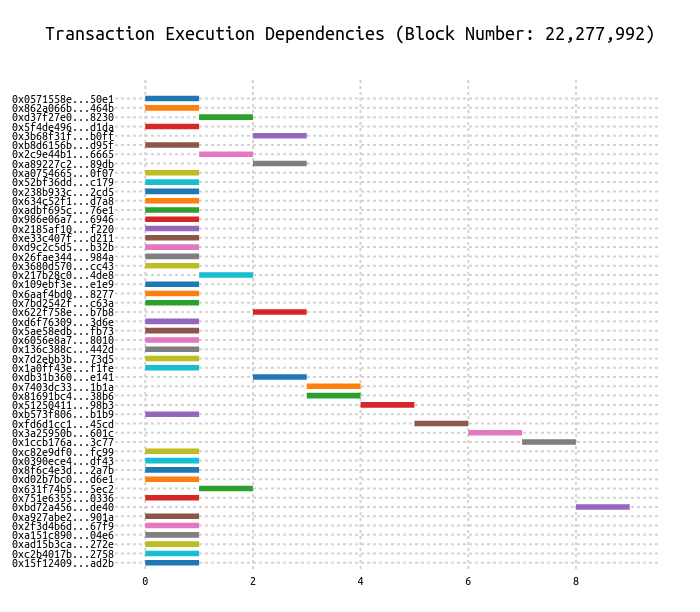 Transaction Execution Dependencies (Block Number: 22,277,992)
0x0571558e...50e1
0x862a066b...464b
0xd37f27e0...8230
0x5f4de496...d1da
0x3b68f31f...b0ff
0xb8d6156b...d95f
0x2c9e44b1...6665
0xa89227c2...89db
0xa0754665...0f07
0x52bf36dd...c179
0x238b933c...2cd5
0x634c52f1...d7a8
0xadbf695c...76e1
0x986e06a7...6946
0x2185af10...f220
0xe33c407f...d211
0xd9c2c5d5...b32b
0x26fae344...984a
0x3680d570...cc43
0x217b28c0...4de8
0x109ebf3e...e1e9
0x6aaf4bd0...8277
0x7bd2542f...c63a
0x622f758e...b7b8
0xd6f76309...3d6e
0x5ae58edb...fb73
0x6056e8a7...8010
0x136c388c...442d
0x7d2ebb3b...73d5
0x1a0ff43e...f1fe
0xdb31b360...e141
0x7403dc33...1b1a
0x81691bc4...38b6
0x51250411...98b3
0xb573f806...b1b9
0xfd6d1cc1...45cd
0x3a25950b...601c
0x1ccb176a...3c77
0xc82e9df0...fc99
0x0390ece4...df43
0x8f6c4e3d...2a7b
0xd02b7bc0...d6e1
0x631f74b5...5ec2
0x751e6355...0336
0xbd72a456...de40
0xa927abe2...901a
0x2f3d4b6d...67f9
0xa151c890...04e6
0xad15b3ca...272e
0xc2b4017b...2758
0x15f12409...ad2b
0 2 4 6 8